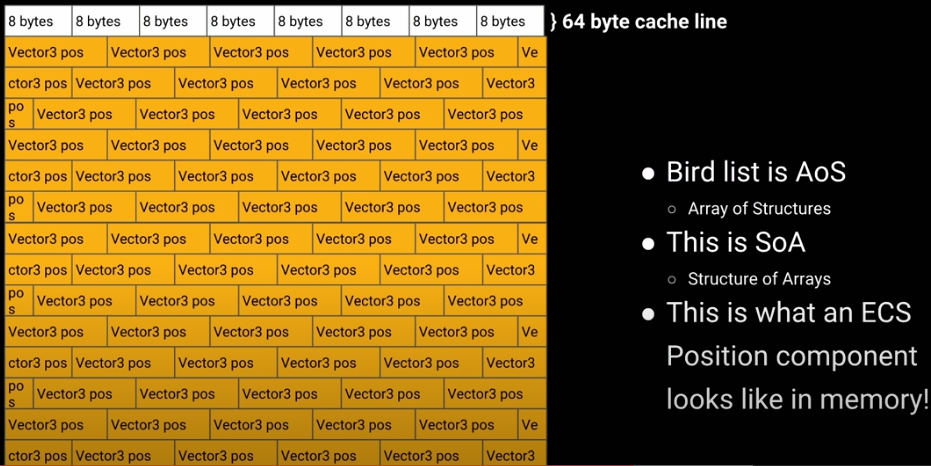 8 bytes 8 bytes 8 bytes 8 bytes 8 bytes 8 bytes 8 bytes 8 bytes } 64 byte cache line
Vector3 pos Vector3 pos Vector3 pos Vector3 pos Vector3 pos Ve
ctor3 pos Vector3 pos Vector3 pos Vector3 pos Vector3 pos Vector3
po
s Vector3 pos Vector3 pos Vector3 pos Vector3 pos Vector3 pos
Vector3 pos Vector3 pos Vector3 pos Vector3 pos Vector3 pos Ve
ctor3 pos Vector3 pos Vector3 pos Vector3 pos Vector3 pos Vector3
po
s Vector3 pos Vector3 pos Vector3 pos Vector3 pos Vector3 pos
Vector3 pos Vector3 pos Vector3 pos Vector3 pos Vector3 pos Ve
ctor3 pos Vector3 pos Vector3 pos Vector3 pos Vector3 pos Vector3
po
s Vector3 pos Vector3 pos Vector3 pos Vector3 pos Vector3 pos
Vector3 pos Vector3 pos Vector3 pos Vector3 pos Vector3 pos Ve
ctor3 pos Vector3 pos Vector3 pos Vector3 pos Vector3 pos Vector3
po
s Vector3 pos Vector3 pos Vector3 pos Vector3 pos Vector3 pos
Vector3 pos Vector3 pos Vector3 pos Vector3 pos Vector3 pos Ve
ctor3 pos Vector3 pos Vector3 pos Vector3 pos Vector3 pos Vector3
● Bird list is AoS
○ Array of Structures
● This is SoA
○ Structure of Arrays
● This is what an ECS
Position component
looks like in memory!